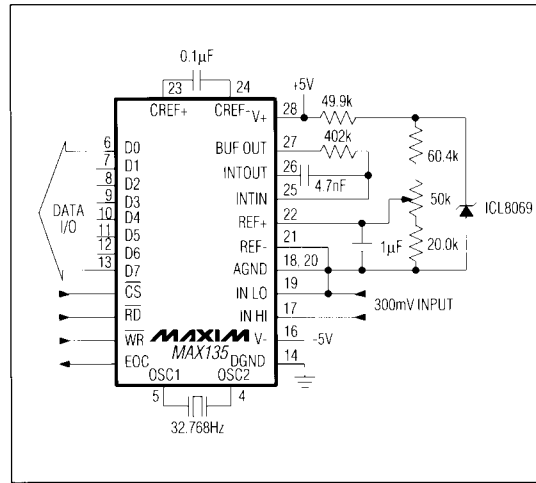 0.1µF
23 24
CREF+ CREF- V+ 28
+5V
49.9k
BUF OUT 27
402k
60.4k
INTOUT 26
4.7nF
INTIN 25
50k
ICL8069
REF+ 22
1µF
REF- 21
20.0k
AGND 18, 20
IN LO 19
300mV INPUT
IN HI 17
V- 16 -5V
DGND 14
6 D0
7 D1
8 D2
9 D3
DATA I/O
10 D4
11 D5
12 D6
13 D7
CS
RD
WR
EOC
MAXIM
MAX135
OSC1 OSC2
5 4
32.768Hz